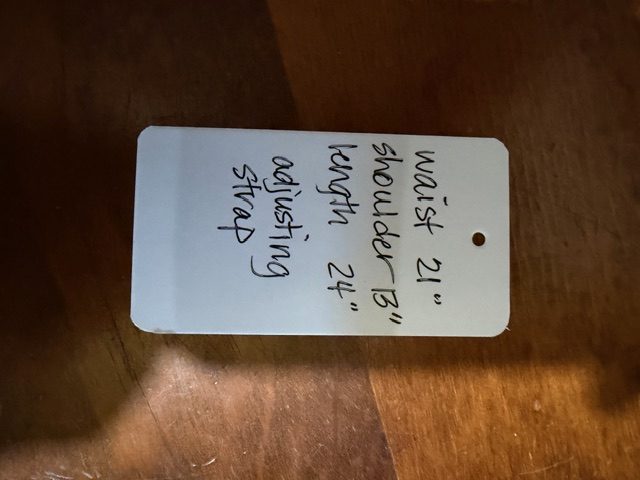 waist 21"
shoulder 13"
length 24"
adjusting
strap